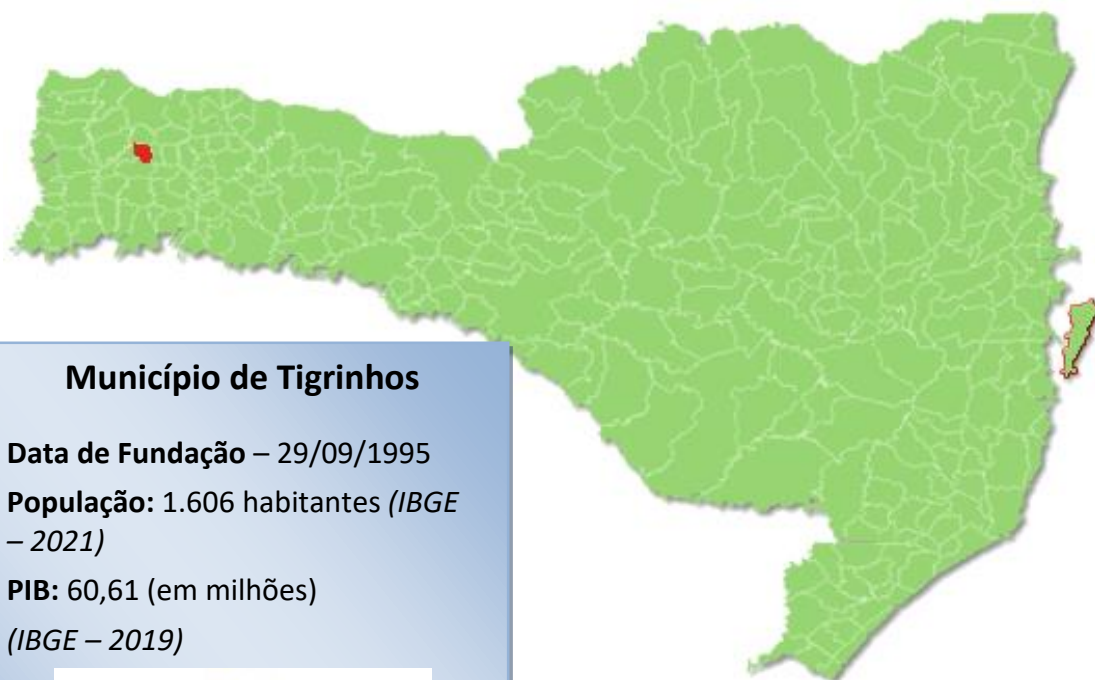 Município de Tigrinhos
Data de Fundação – 29/09/1995
População: 1.606 habitantes (IBGE
– 2021)
PIB: 60,61 (em milhões)
(IBGE – 2019)